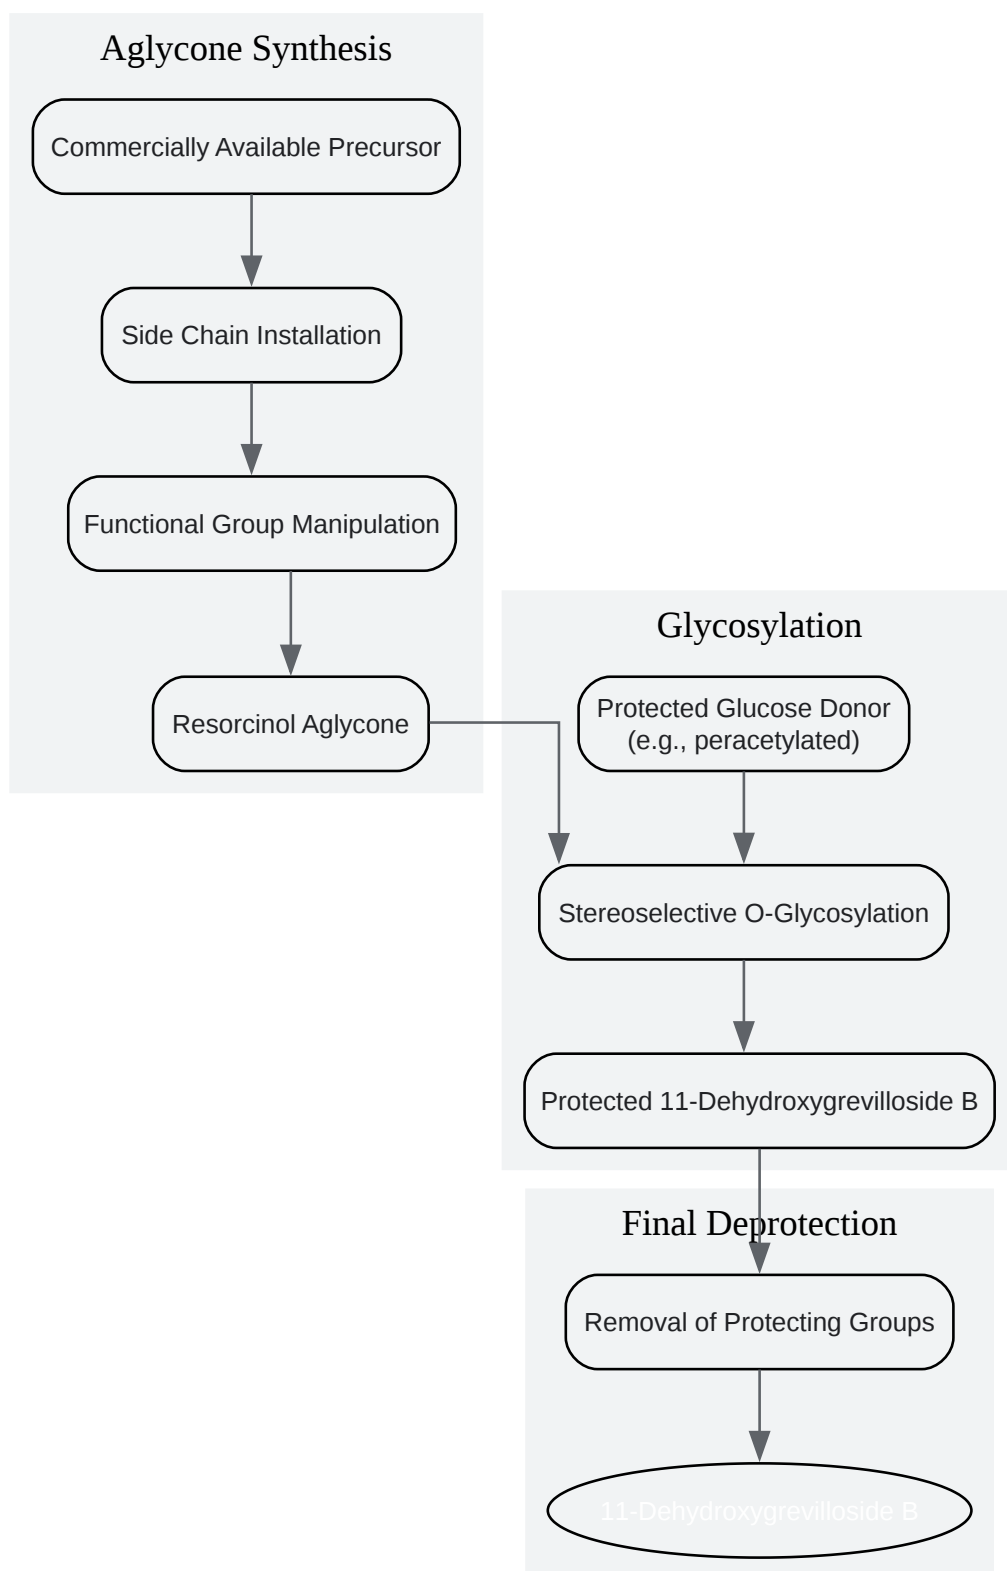 Aglycone Synthesis
Commercially Available Precursor
Side Chain Installation
Functional Group Manipulation
Resorcinol Aglycone
Glycosylation
Protected Glucose Donor
(e.g., peracetylated)
Stereoselective O-Glycosylation
Protected 11-Dehydroxygrevilloside B
Final Deprotection
Removal of Protecting Groups
11-Dehydroxygrevilloside B